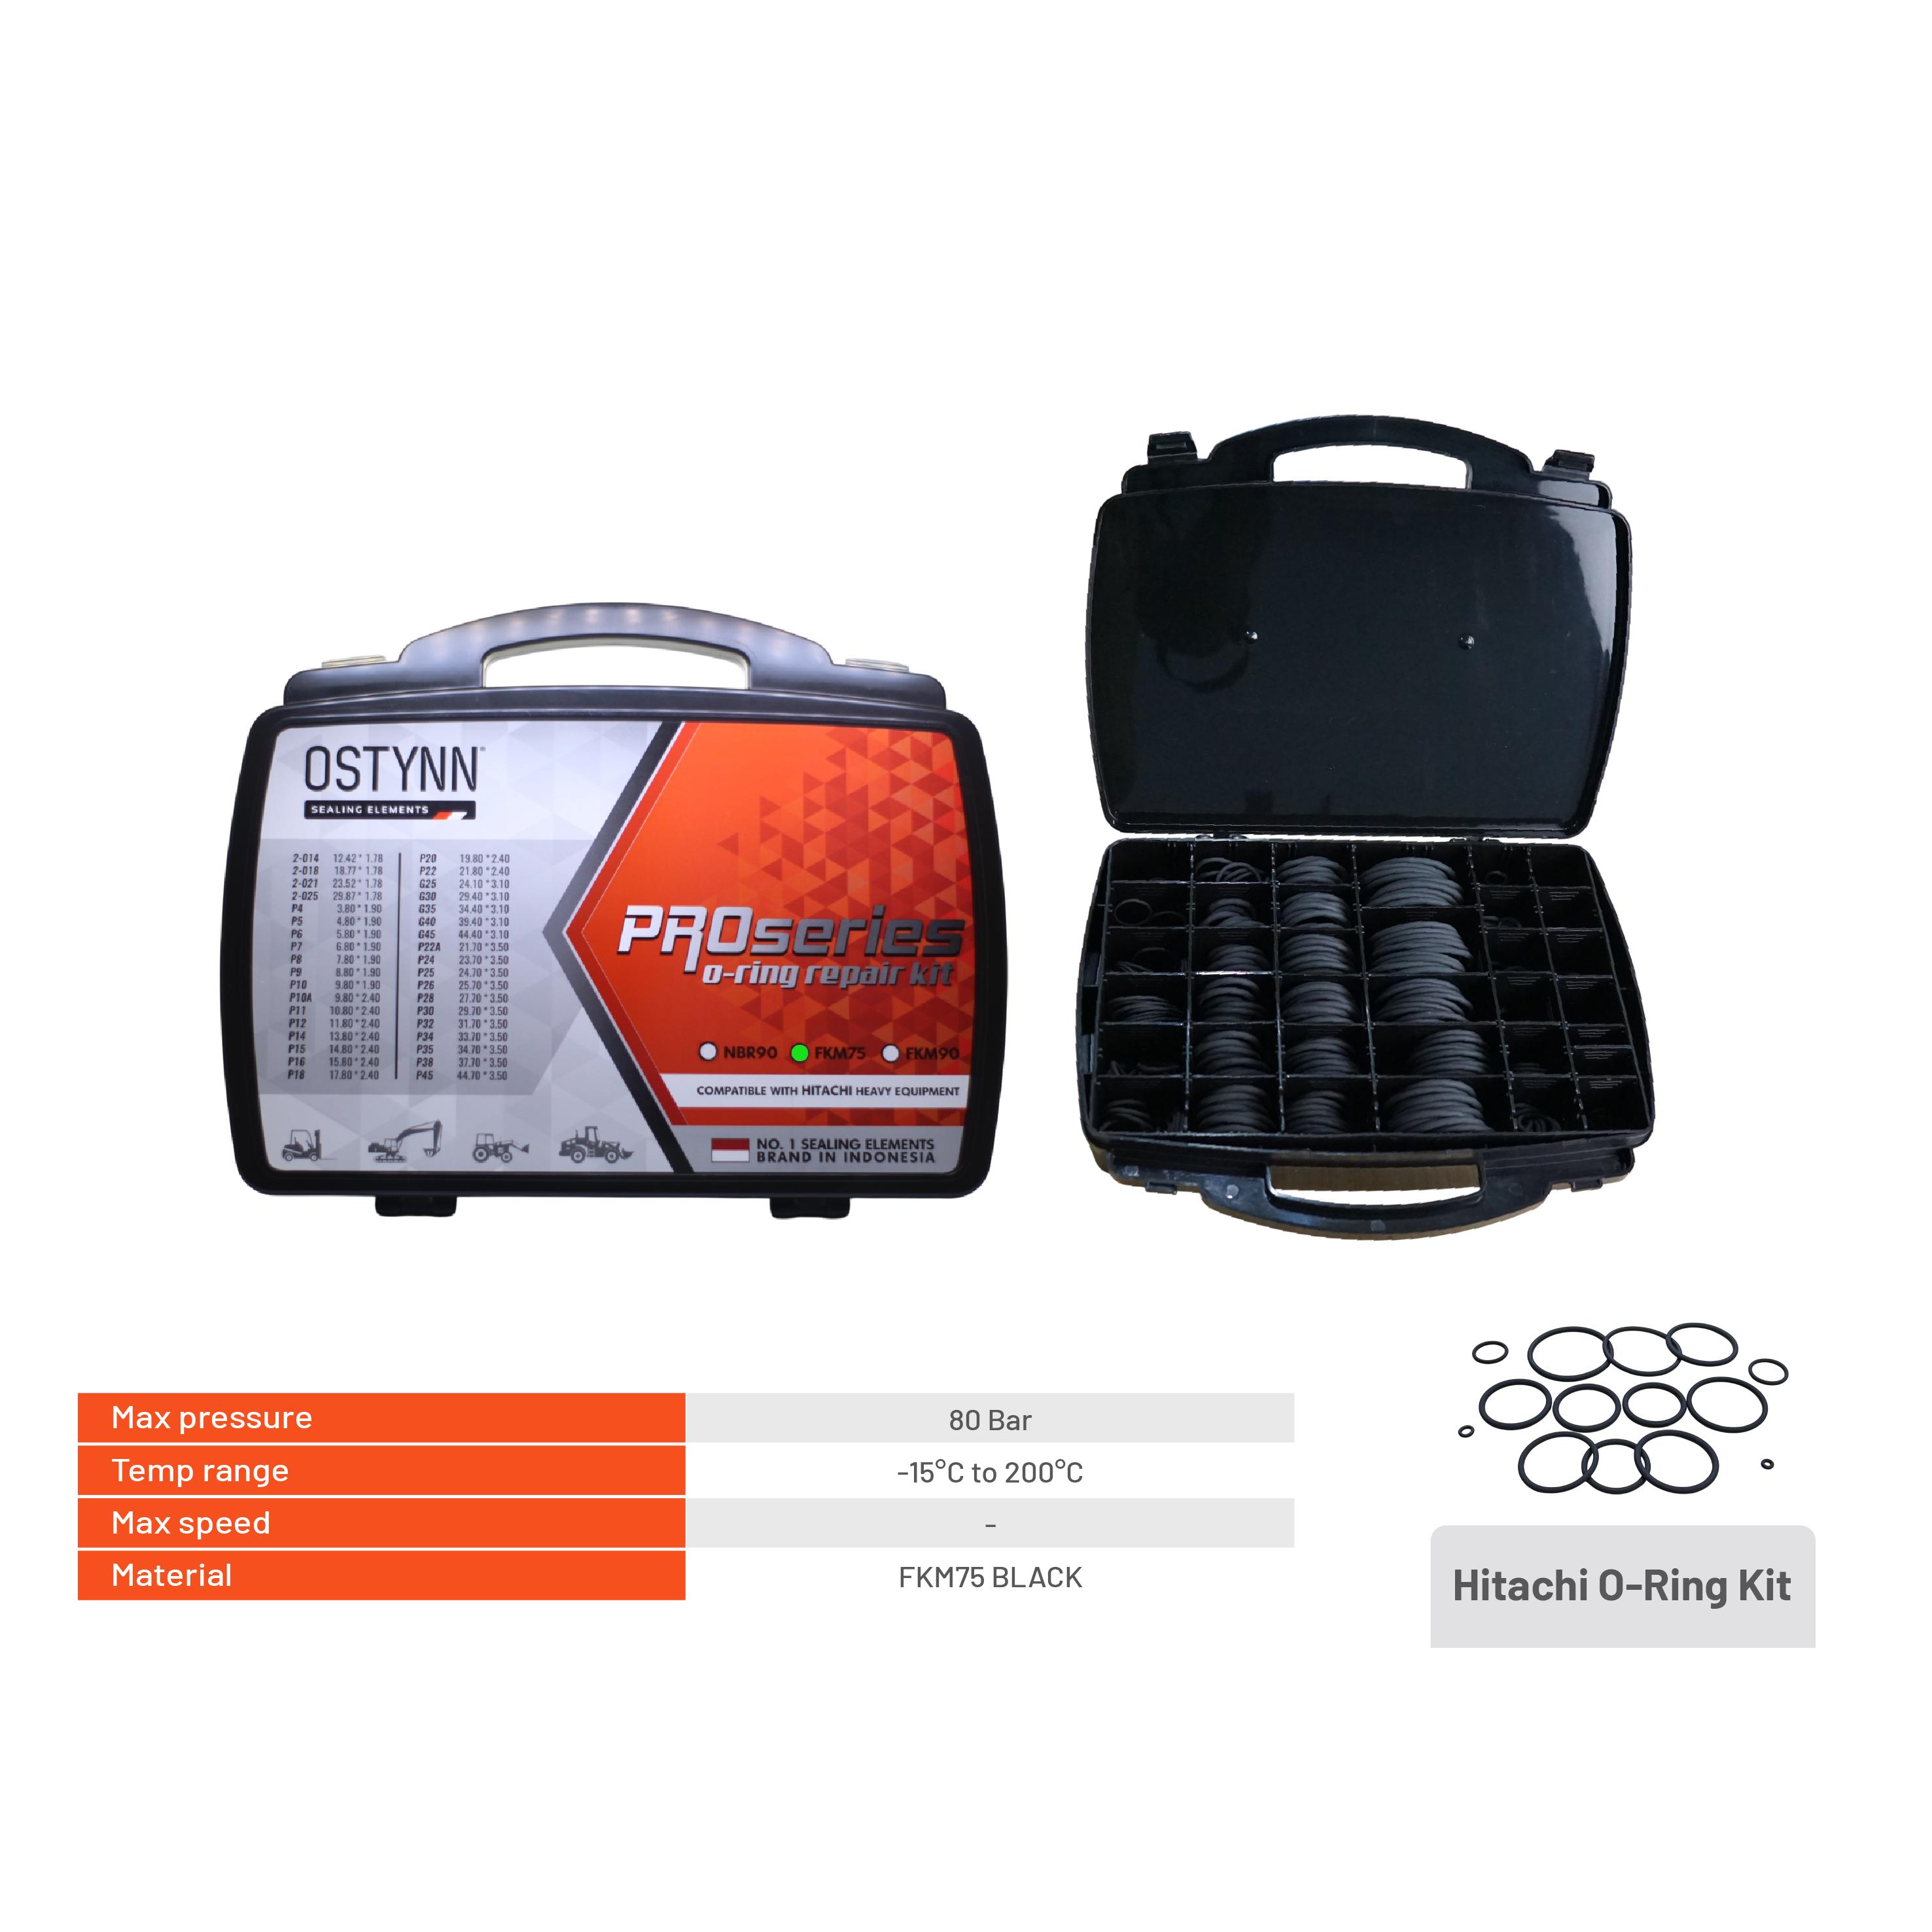 OSTYNN®
SEALING ELEMENTS
2-014 12.42 * 1.78
2-018 18.77 * 1.78
2-021 23.52 * 1.78
2-025 29.87 * 1.78
P4 3.80 * 1.90
P5 4.80 * 1.90
P6 5.80 * 1.90
P7 6.80 * 1.90
P8 7.80 * 1.90
P9 8.80 * 1.90
P10 9.80 * 1.90
P10A 9.80 * 2.40
P11 10.80 * 2.40
P12 11.80 * 2.40
P14 13.80 * 2.40
P15 14.80 * 2.40
P16 15.80 * 2.40
P18 17.80 * 2.40
P20 19.80 * 2.40
P22 21.80 * 2.40
G25 24.10 * 3.10
G30 29.40 * 3.10
G35 34.40 * 3.10
G40 39.40 * 3.10
G45 44.40 * 3.10
P22A 21.70 * 3.50
P24 23.70 * 3.50
P25 24.70 * 3.50
P26 25.70 * 3.50
P28 27.70 * 3.50
P30 29.70 * 3.50
P32 31.70 * 3.50
P34 33.70 * 3.50
P35 34.70 * 3.50
P38 37.70 * 3.50
P45 44.70 * 3.50
PROseries
o-ring repair kit
NBR90 FKM75 FKM90
COMPATIBLE WITH HITACHI HEAVY EQUIPMENT
NO. 1 SEALING ELEMENTS
BRAND IN INDONESIA
Max pressure 80 Bar
Temp range -15°C to 200°C
Max speed -
Material FKM75 BLACK
Hitachi O-Ring Kit